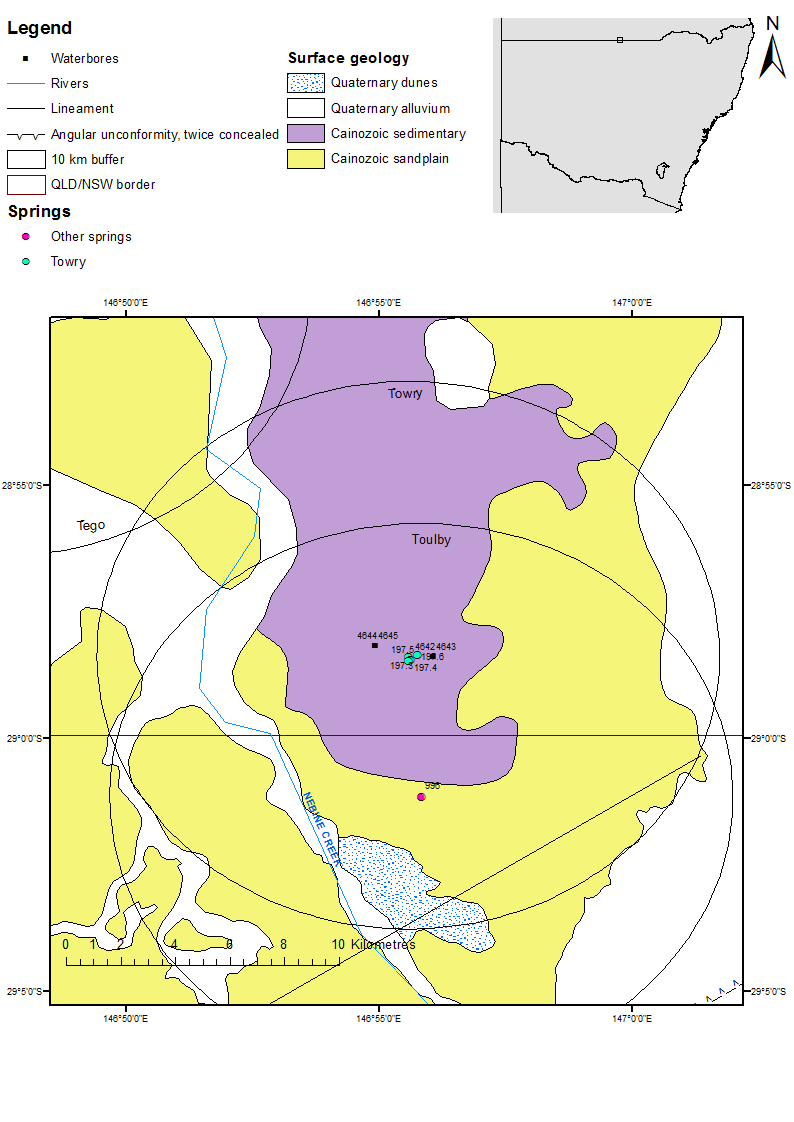 Legend
Waterbores
Rivers
Lineament
Angular unconformity, twice concealed
10 km buffer
QLD/NSW border
Springs
Other springs
Towry
Surface geology
Quaternary dunes
Quaternary alluvium
Cainozoic sedimentary
Cainozoic sandplain
N
146°50'0"E 146°55'0"E 147°0'0"E
Towry
28°55'0"S 28°55'0"S
Tego
Toulby
4644 4645
197.5 4642 4643
197.3 197.4
29°0'0"S 29°0'0"S
996
NEBINE CREEK
0 1 2 4 6 8 10 Kilometres
29°5'0"S 29°5'0"S
146°50'0"E 146°55'0"E 147°0'0"E